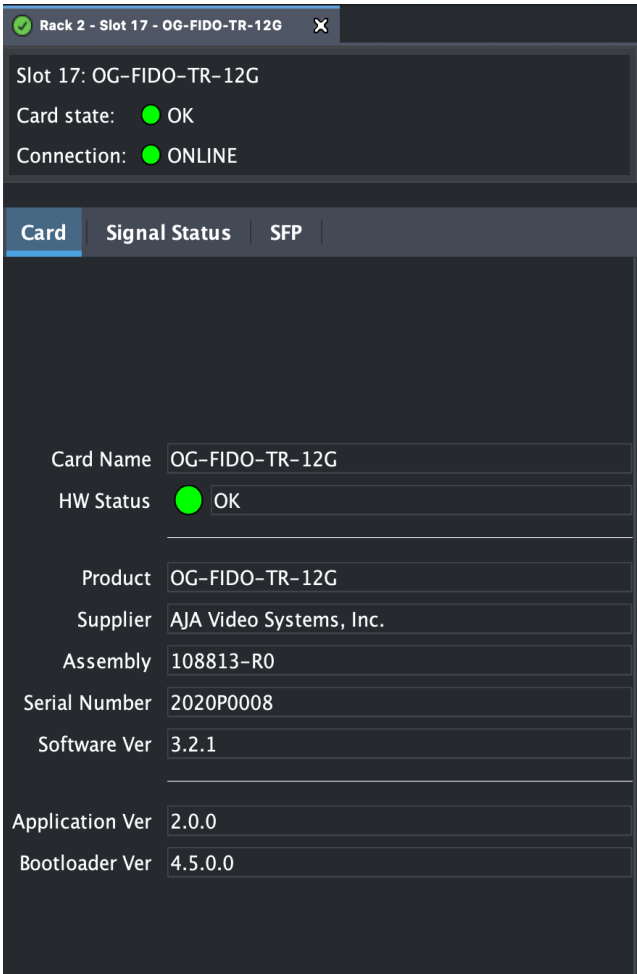 Rack 2 - Slot 17 - OG-FIDO-TR-12G
Slot 17: OG-FIDO-TR-12G
Card state: OK
Connection: ONLINE
Card Signal Status SFP
Card Name OG-FIDO-TR-12G
HW Status OK
Product OG-FIDO-TR-12G
Supplier AJA Video Systems, Inc.
Assembly 108813-R0
Serial Number 2020P0008
Software Ver 3.2.1
Application Ver 2.0.0
Bootloader Ver 4.5.0.0